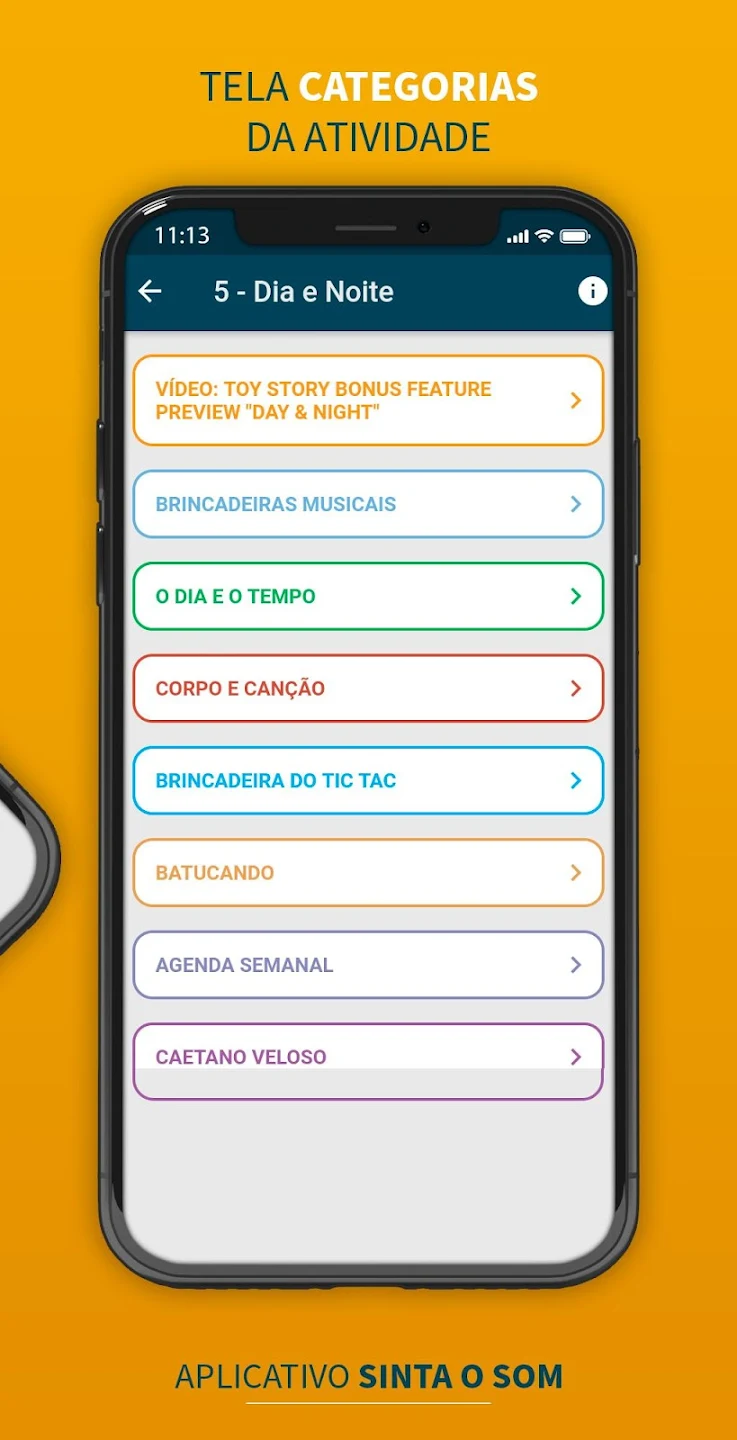 TELA CATEGORIAS
DA ATIVIDADE
11:13
5 - Dia e Noite
VÍDEO: TOY STORY BONUS FEATURE
PREVIEW "DAY & NIGHT"
BRINCADEIRAS MUSICAIS
O DIA E O TEMPO
CORPO E CANÇÃO
BRINCADEIRA DO TIC TAC
BATUCANDO
AGENDA SEMANAL
CAETANO VELOSO
APLICATIVO SINTA O SOM